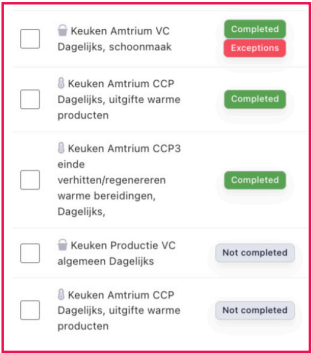 Keuken Amtrium VC
Dagelijks, schoonmaak
Completed
Exceptions
Keuken Amtrium CCP
Dagelijks, uitgifte warme
producten
Completed
Keuken Amtrium CCP3
einde
verhitten/regenereren
warme bereidingen,
Dagelijks,
Completed
Keuken Productie VC
algemeen Dagelijks
Not completed
Keuken Amtrium CCP
Dagelijks, uitgifte warme
producten
Not completed